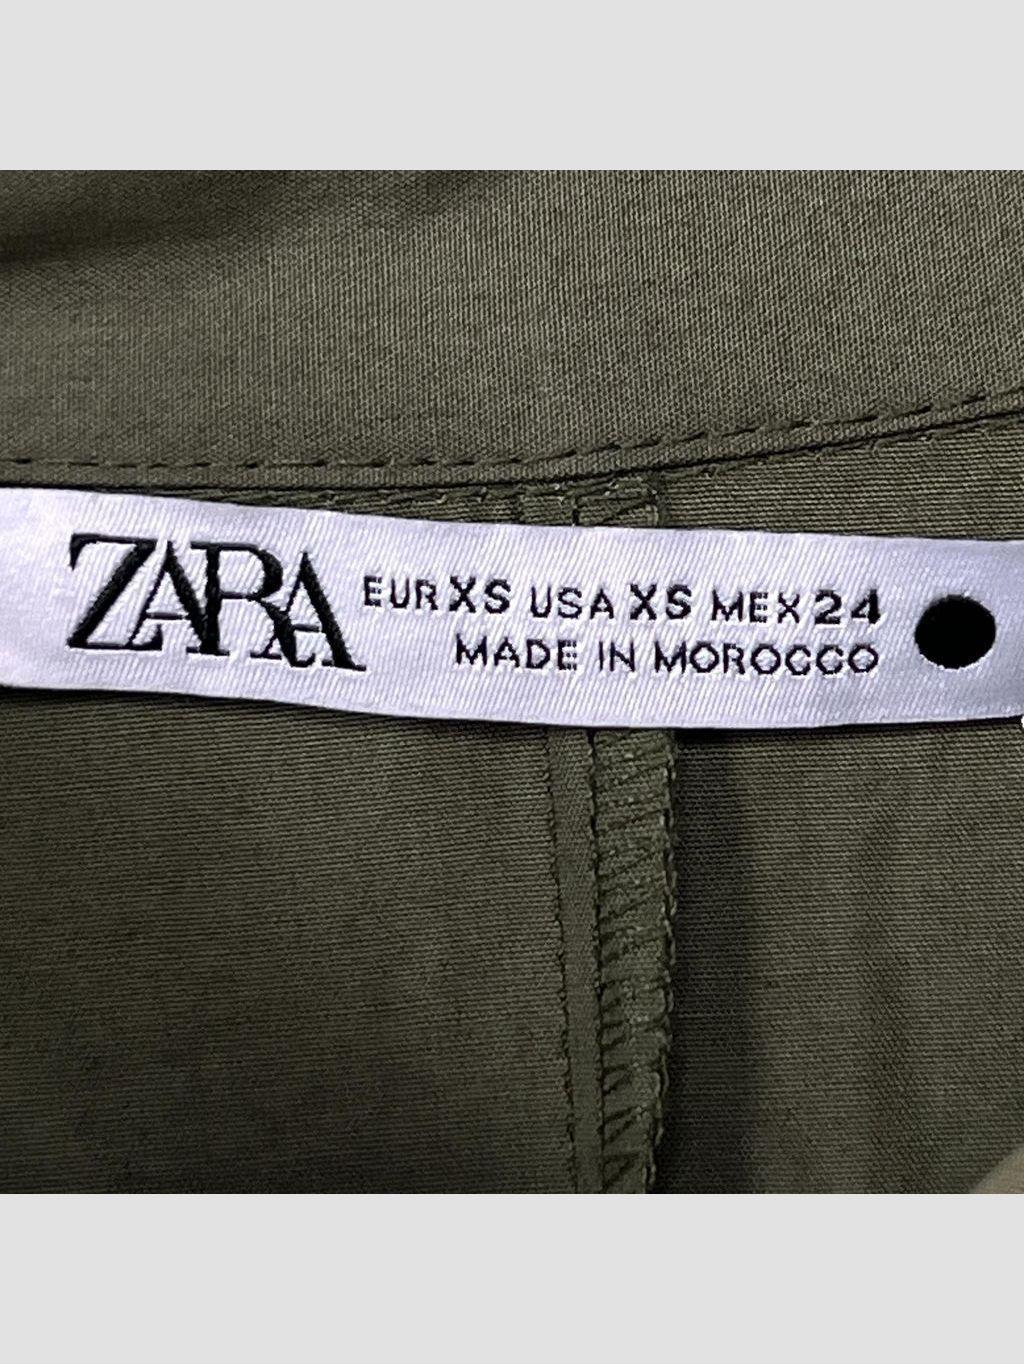 ZARA
EUR XS USA XS MEX 24
MADE IN MOROCCO